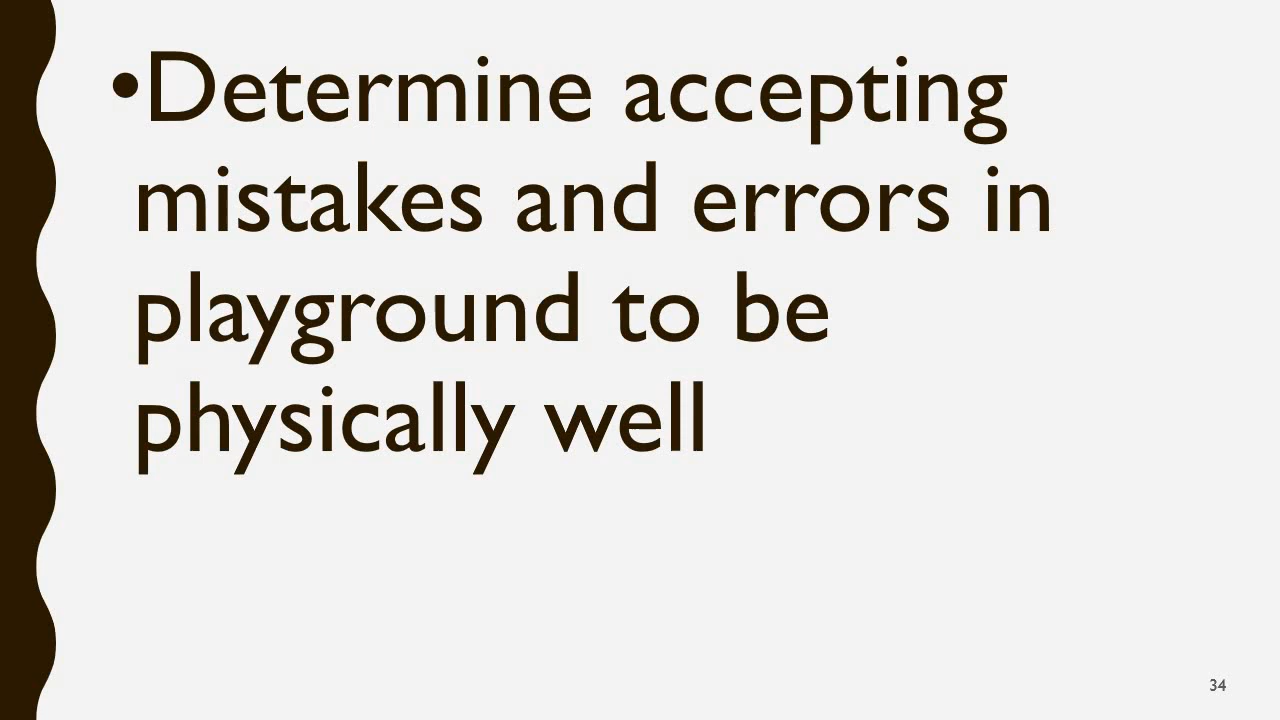 •Determine accepting
mistakes and errors in
playground to be
physically well
34